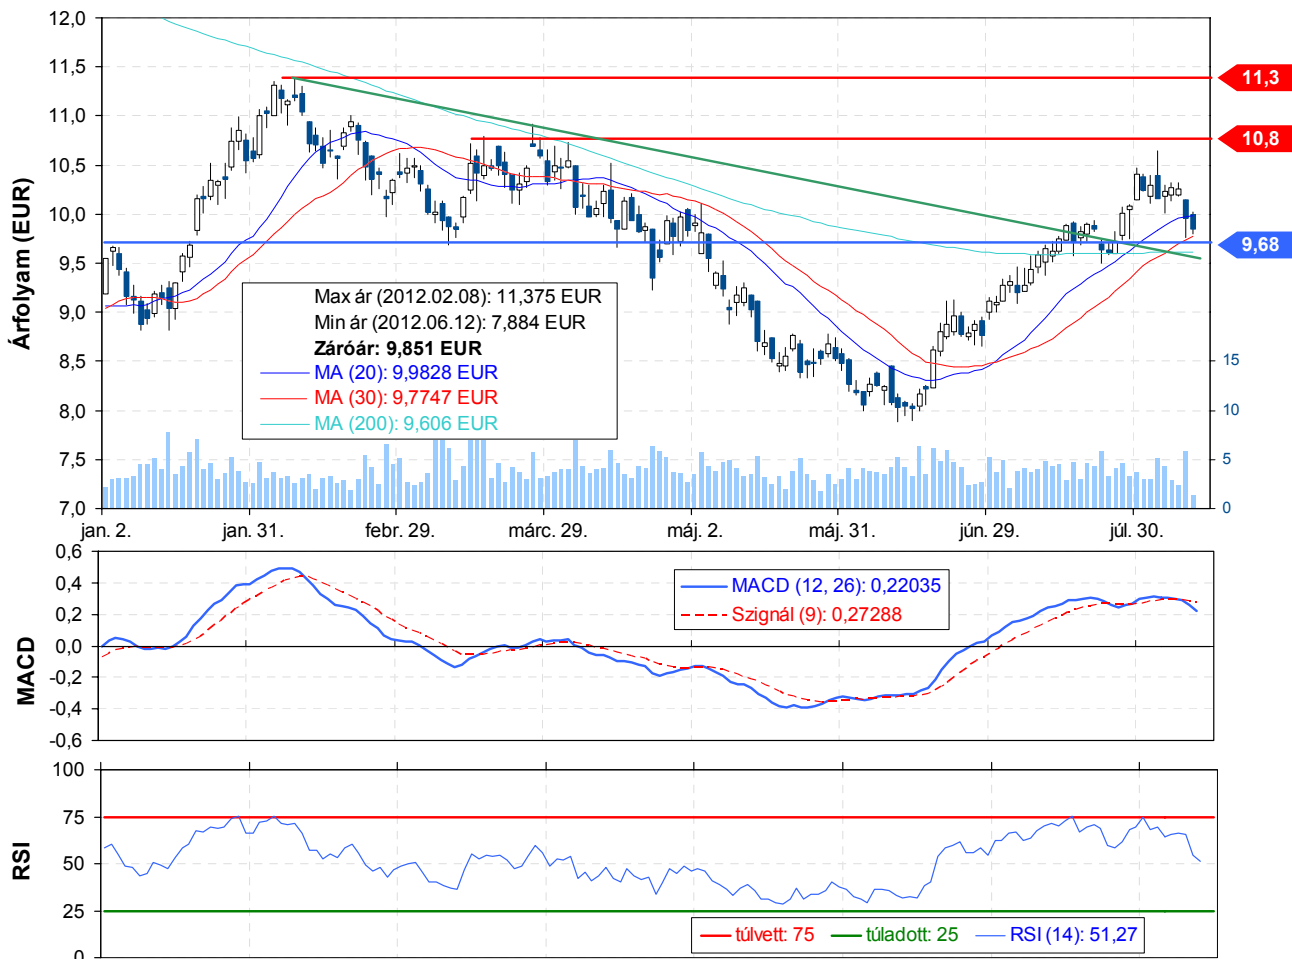 Árfolyam (EUR)
12,0
11,5
11,0
10,5
10,0
9,5
9,0
8,5
8,0
7,5
7,0
11,3
10,8
9,68
15
10
5
0
Max ár (2012.02.08): 11,375 EUR
Min ár (2012.06.12): 7,884 EUR
Záróár: 9,851 EUR
MA (20): 9,9828 EUR
MA (30): 9,7747 EUR
MA (200): 9,606 EUR
jan. 2. jan. 31. febr. 29. márc. 29. máj. 2. máj. 31. jún. 29. júl. 30.
MACD
0,6
0,4
0,2
0,0
-0,2
-0,4
-0,6
MACD (12, 26): 0,22035
Szignál (9): 0,27288
RSI
100
75
50
25
0
túlvett: 75 túladott: 25 RSI (14): 51,27